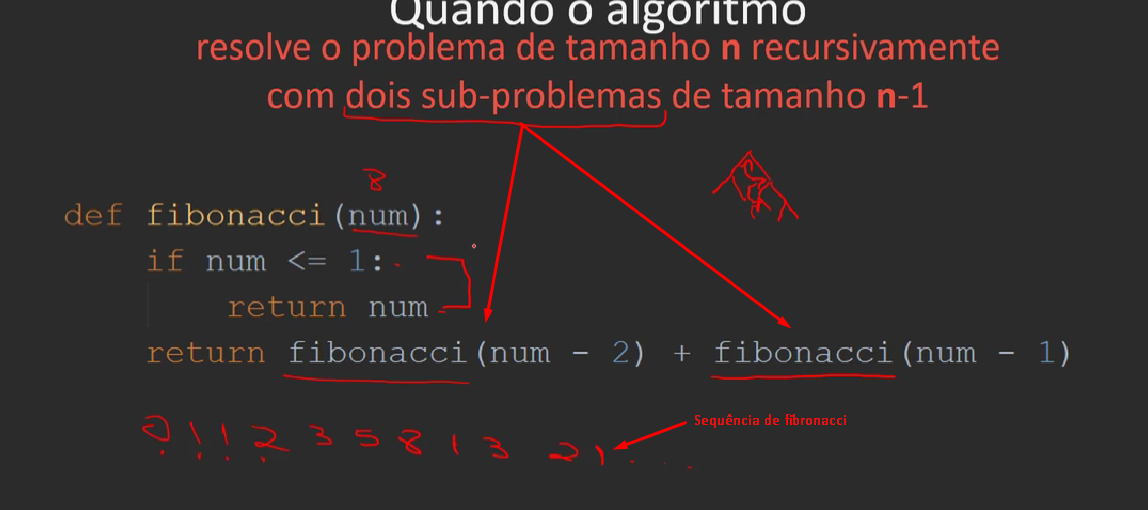 Quando o algoritmo
resolve o problema de tamanho n recursivamente
com dois sub-problemas de tamanho n-1
8
def fibonacci(num):
if num <= 1:
return num
return fibonacci(num - 2) + fibonacci(num - 1)
0 1 1 2 3 5 8 13 21 ...
Sequência de fibronacci